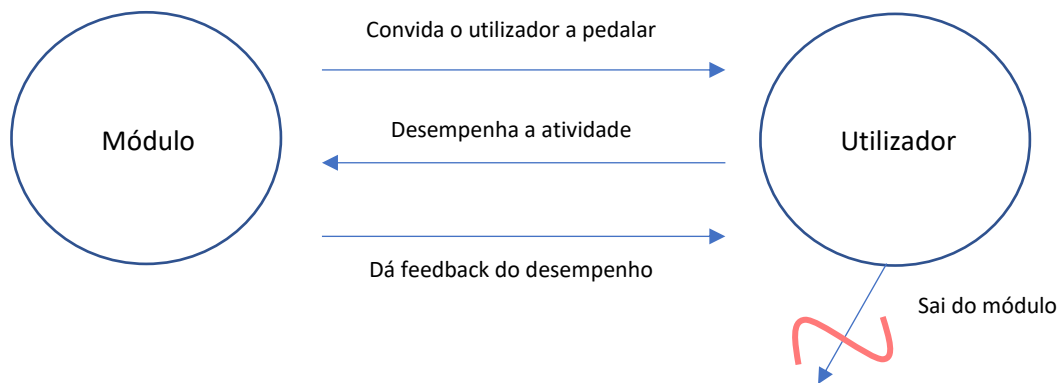 Convida o utilizador a pedalar
Módulo
Desempenha a atividade
Utilizador
Dá feedback do desempenho
Sai do módulo